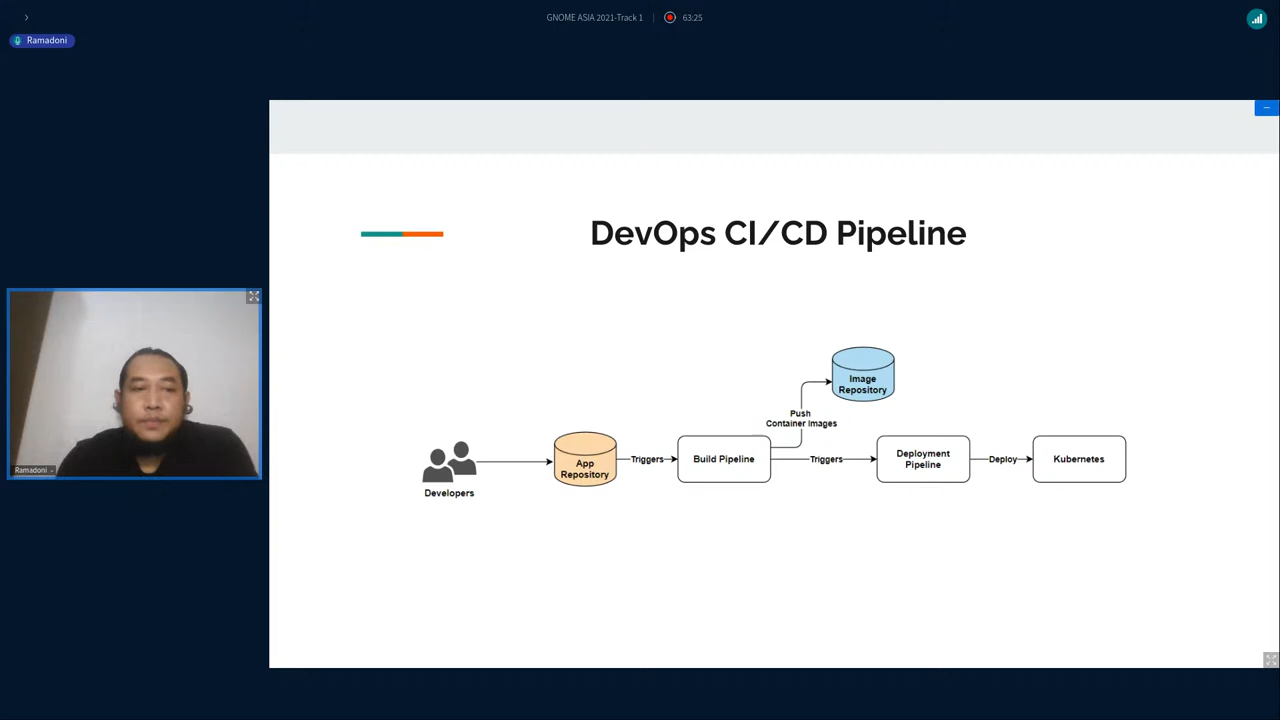 GNOME ASIA 2021-Track 1
63:25
Ramadoni
DevOps CI/CD Pipeline
Image
Repository
Push
Container Images
App
Repository
Triggers
Build Pipeline
Triggers
Deployment
Pipeline
Deploy
Kubernetes
Developers
Ramadoni